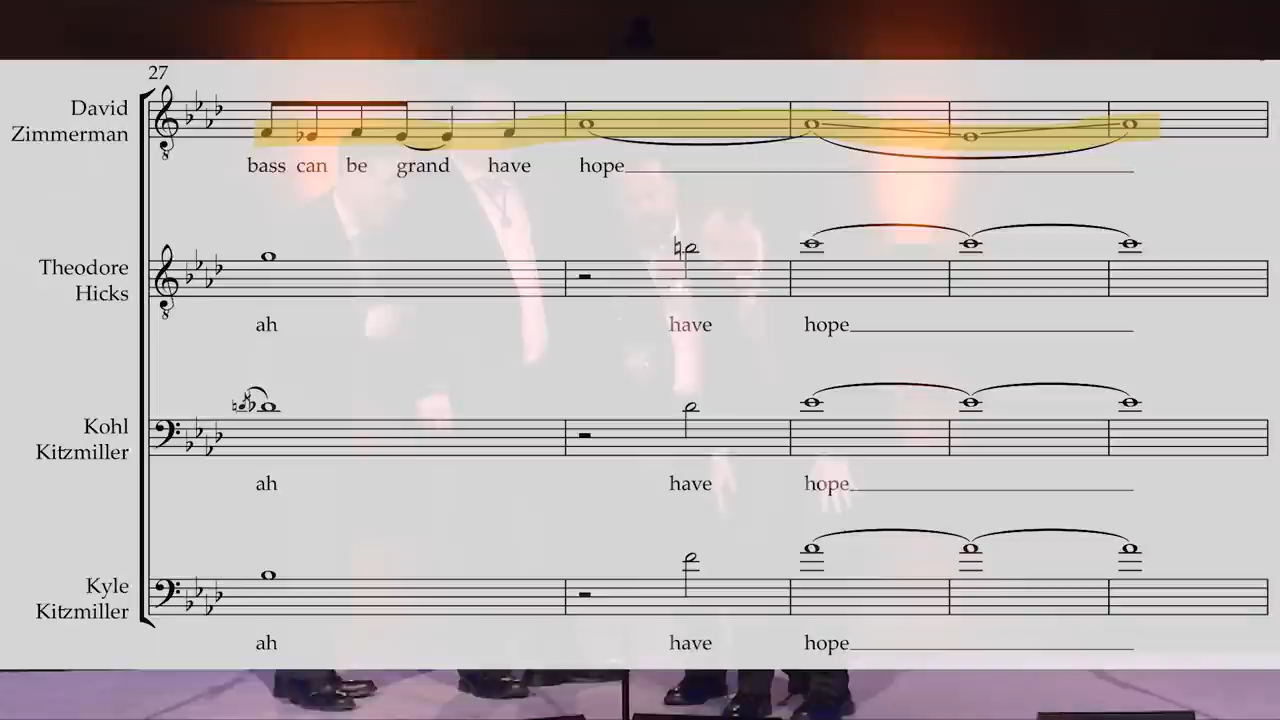 27
David
Zimmerman
bass can be grand have hope
Theodore
Hicks
ah have hope
Kohl
Kitzmiller
ah have hope
Kyle
Kitzmiller
ah have hope